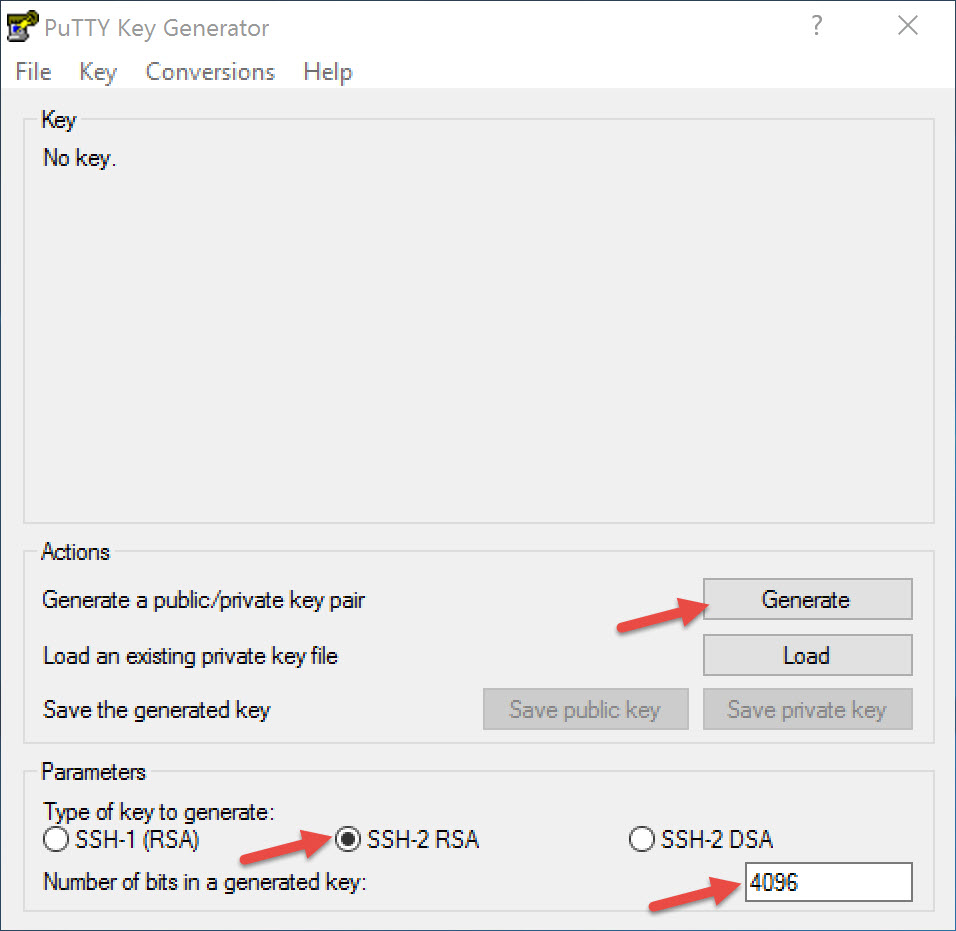 PuTTY Key Generator
?
File Key Conversions Help
Key
No key.
Actions
Generate a public/private key pair
Generate
Load an existing private key file
Load
Save the generated key
Save public key
Save private key
Parameters
Type of key to generate:
SSH-1 (RSA)
SSH-2 RSA
SSH-2 DSA
Number of bits in a generated key:
4096